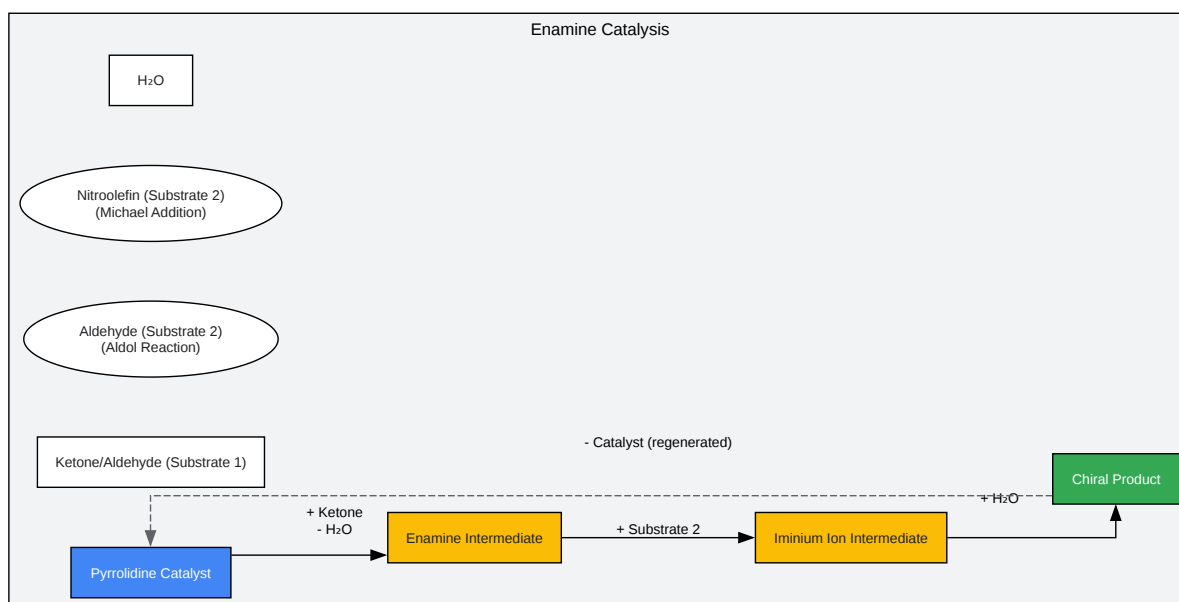 Enamine Catalysis
H₂O
Nitroolefin (Substrate 2)
(Michael Addition)
Aldehyde (Substrate 2)
(Aldol Reaction)
Ketone/Aldehyde (Substrate 1)
- Catalyst (regenerated)
Chiral Product
+ H₂O
+ Ketone
- H₂O
Enamine Intermediate
+ Substrate 2
Iminium Ion Intermediate
Pyrrolidine Catalyst